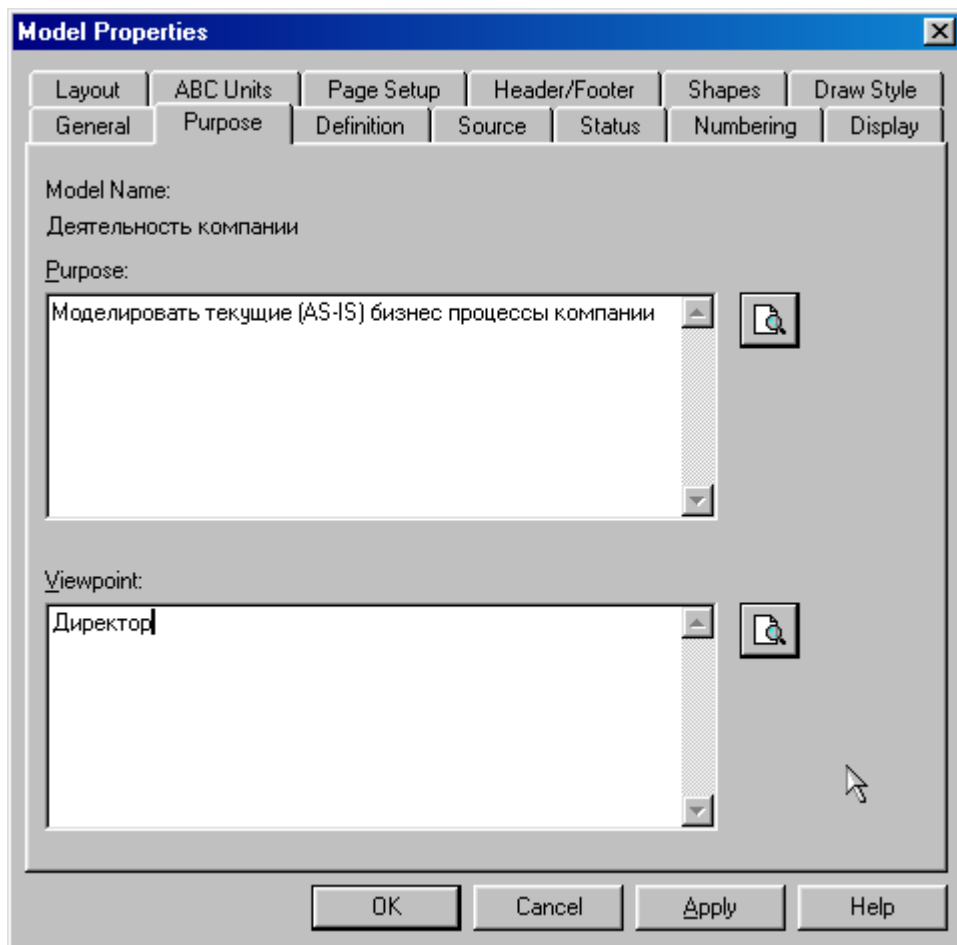 Model Properties
Layout ABC Units Page Setup Header/Footer Shapes Draw Style
General Purpose Definition Source Status Numbering Display
Model Name:
Деятельность компании
Purpose:
Моделировать текущие (AS-IS) бизнес процессы компании
Viewpoint:
Директор
OK Cancel Apply Help